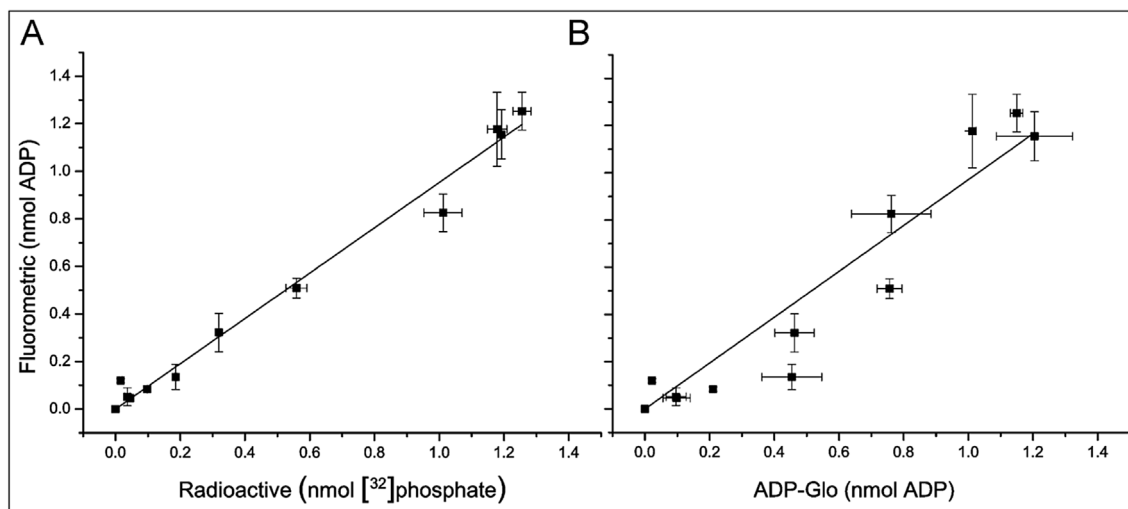 A
B
Fluorometric (nmol ADP)
1.4
1.2
1.0
0.8
0.6
0.4
0.2
0.0
0.0 0.2 0.4 0.6 0.8 1.0 1.2 1.4
0.0 0.2 0.4 0.6 0.8 1.0 1.2 1.4
Radioactive (nmol [³²]phosphate)
ADP-Glo (nmol ADP)